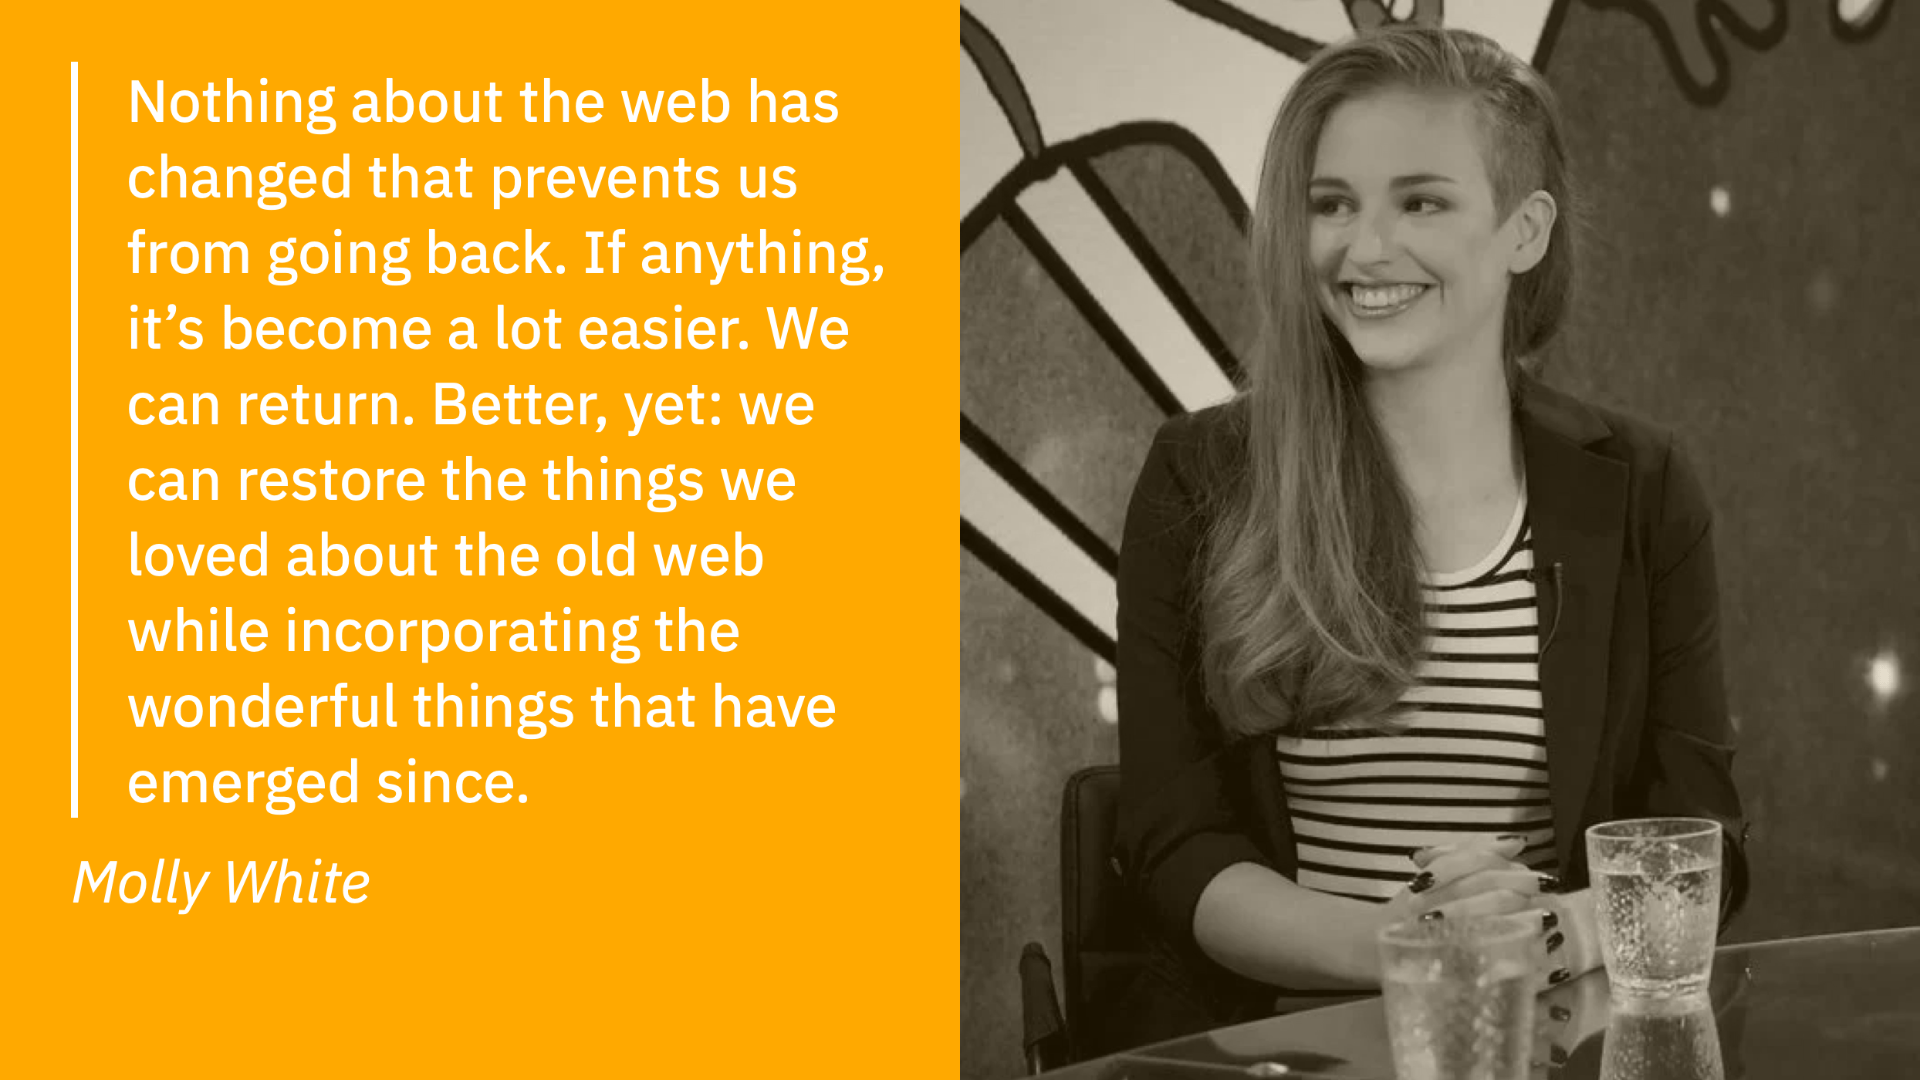 Nothing about the web has
changed that prevents us
from going back. If anything,
it’s become a lot easier. We
can return. Better, yet: we
can restore the things we
loved about the old web
while incorporating the
wonderful things that have
emerged since.
Molly White